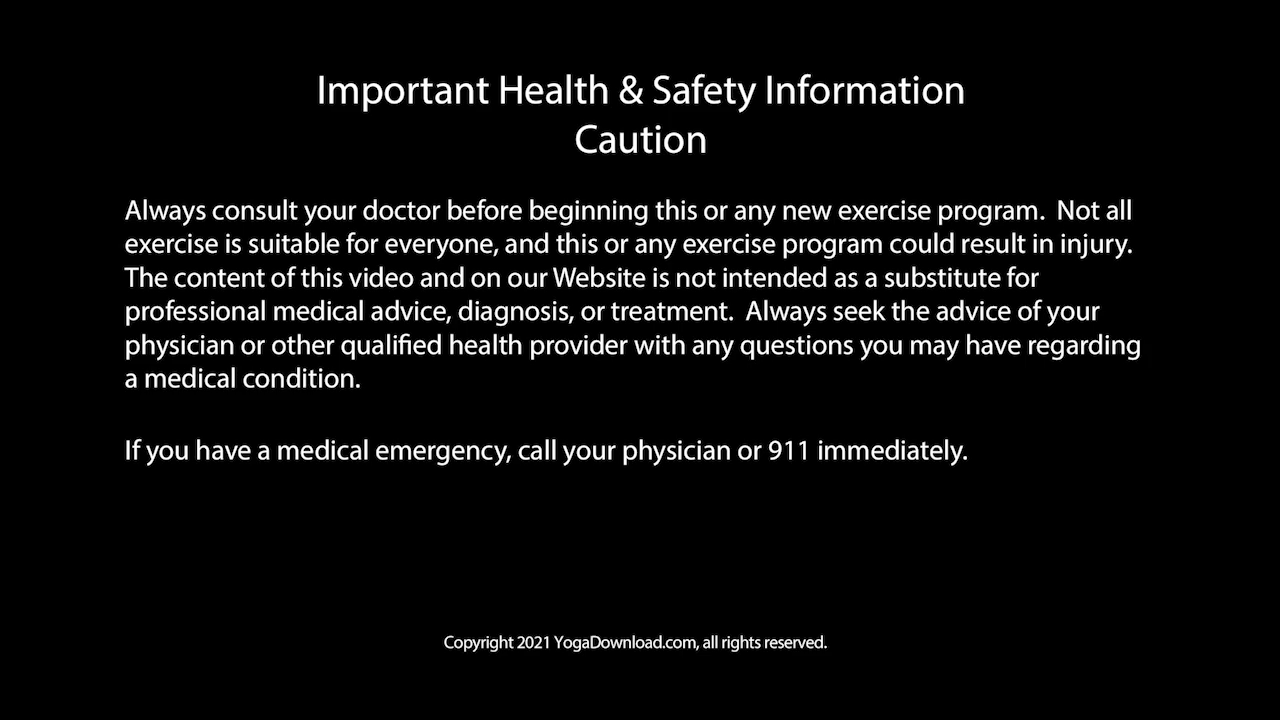 Important Health & Safety Information
Caution
Always consult your doctor before beginning this or any new exercise program.  Not all
exercise is suitable for everyone, and this or any exercise program could result in injury.
The content of this video and on our Website is not intended as a substitute for
professional medical advice, diagnosis, or treatment.  Always seek the advice of your
physician or other qualified health provider with any questions you may have regarding
a medical condition.
If you have a medical emergency, call your physician or 911 immediately.
Copyright 2021 YogaDownload.com, all rights reserved.